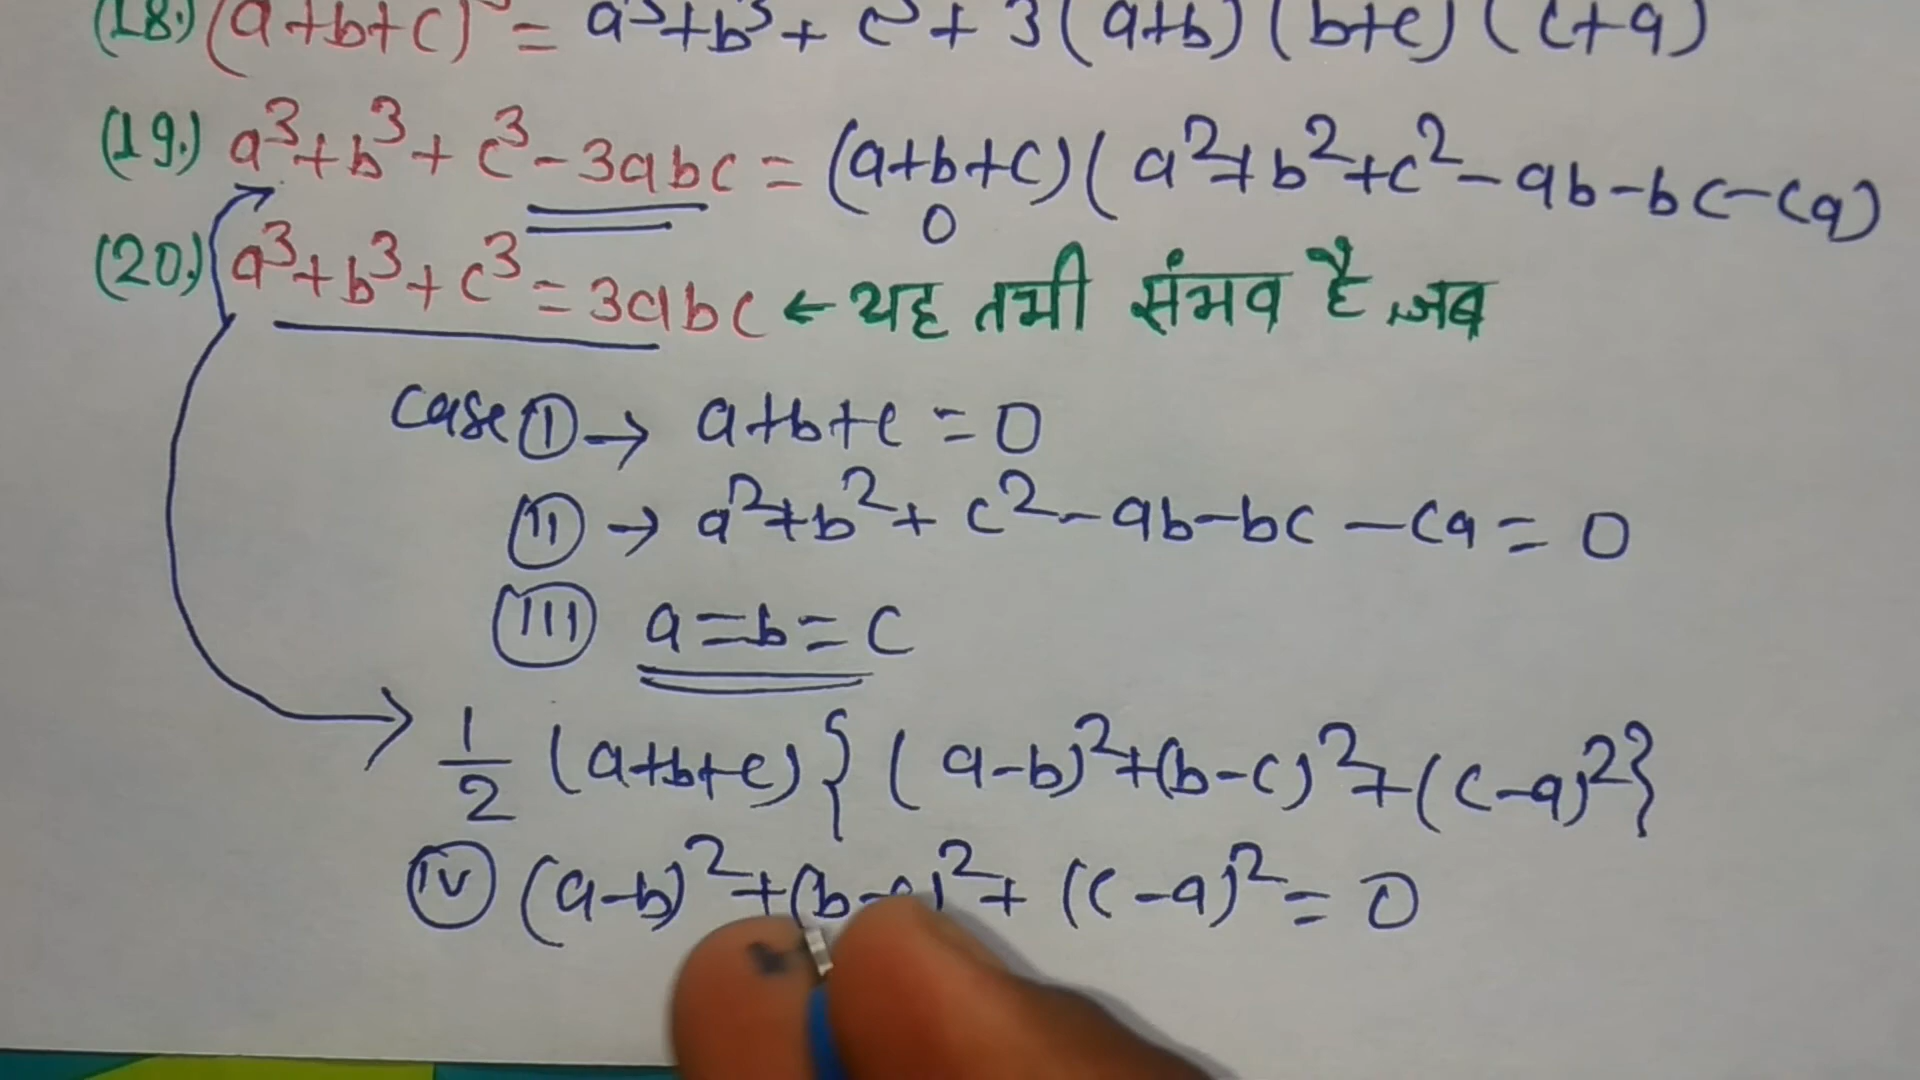 (18.) (a+b+c)³ = a³+b³+c³+3(a+b)(b+c)(c+a)
(19.) a³+b³+c³-3abc = (a+b+c)(a²+b²+c²-ab-bc-ca)
0
(20.) a³+b³+c³=3abc ← यह तभी संभव है, जब
Case (I) → a+b+c = 0
(II) → a²+b²+c²-ab-bc-ca = 0
(III) a=b=c
1/2 (a+b+c){(a-b)²+(b-c)²+(c-a)²}
(IV) (a-b)²+(b-c)²+(c-a)²=0